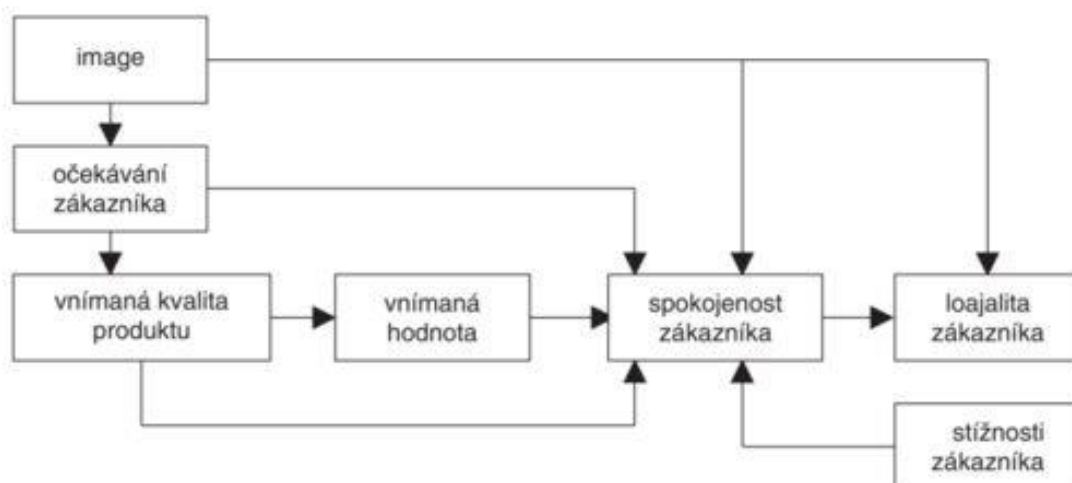 image
očekávání
zákazníka
vnímaná kvalita
produktu
vnímaná
hodnota
spokojenost
zákazníka
loajalita
zákazníka
stížnosti
zákazníka